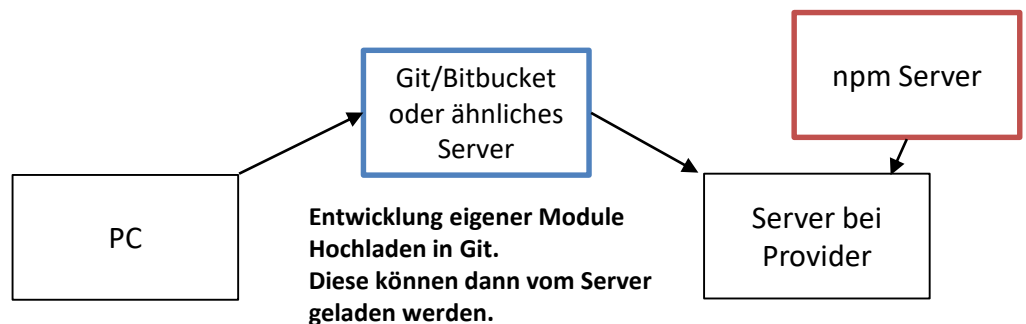 Git/Bitbucket
oder ähnliches
Server
npm Server
PC
Server bei
Provider
Entwicklung eigener Module
Hochladen in Git.
Diese können dann vom Server
geladen werden.